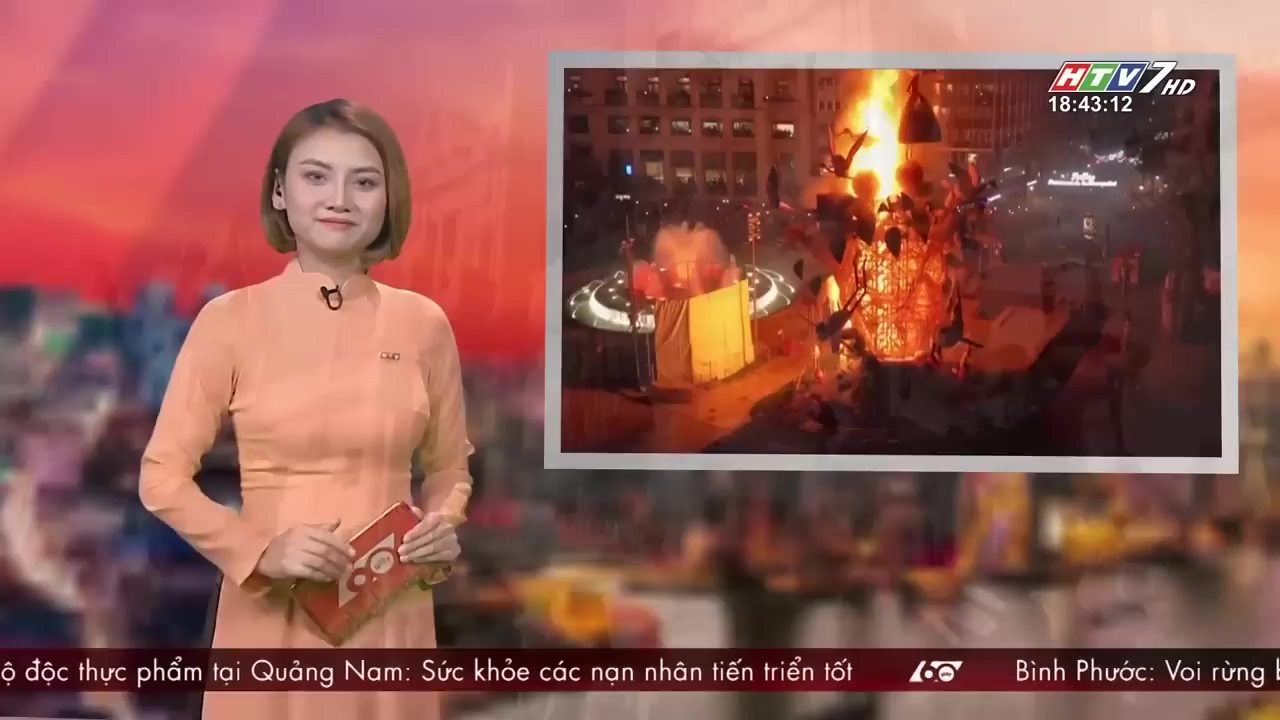 HTV7 HD
18:43:12
ộ độc thực phẩm tại Quảng Nam: Sức khỏe các nạn nhân tiến triển tốt
60
Bình Phước: Voi rừng